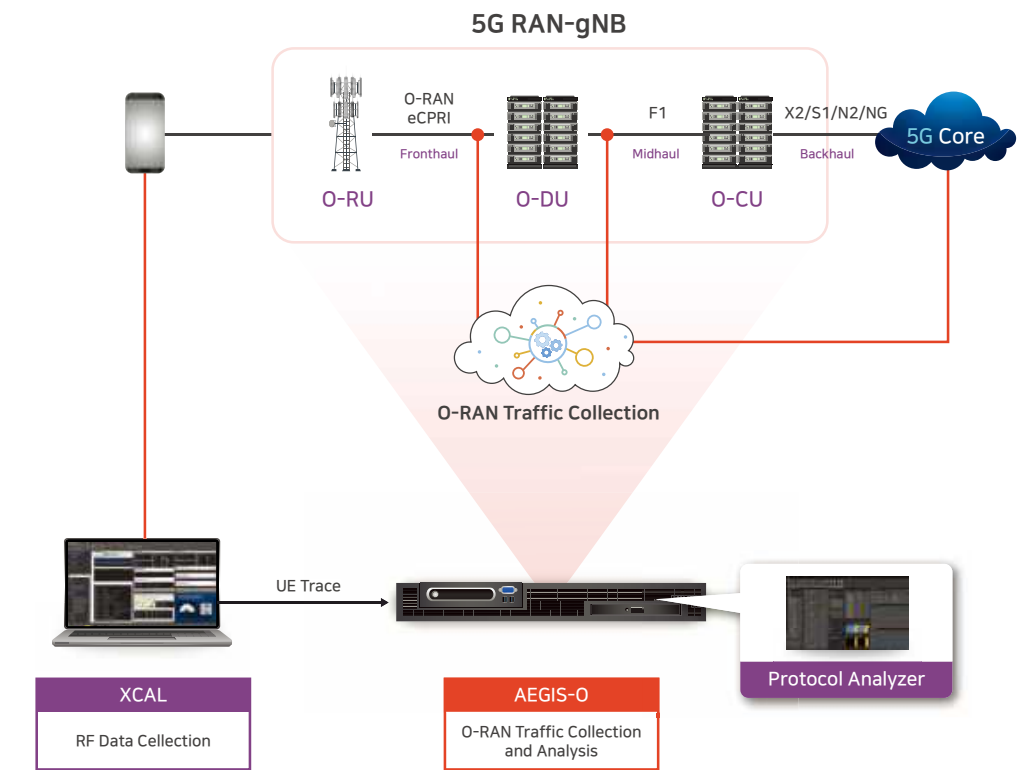 5G RAN-gNB
O-RAN
eCPRI
F1
X2/S1/N2/NG
5G Core
Fronthaul
Midhaul
Backhaul
O-RU
O-DU
O-CU
O-RAN Traffic Collection
UE Trace
XCAL
RF Data Cellection
AEGIS-O
O-RAN Traffic Collection
and Analysis
Protocol Analyzer